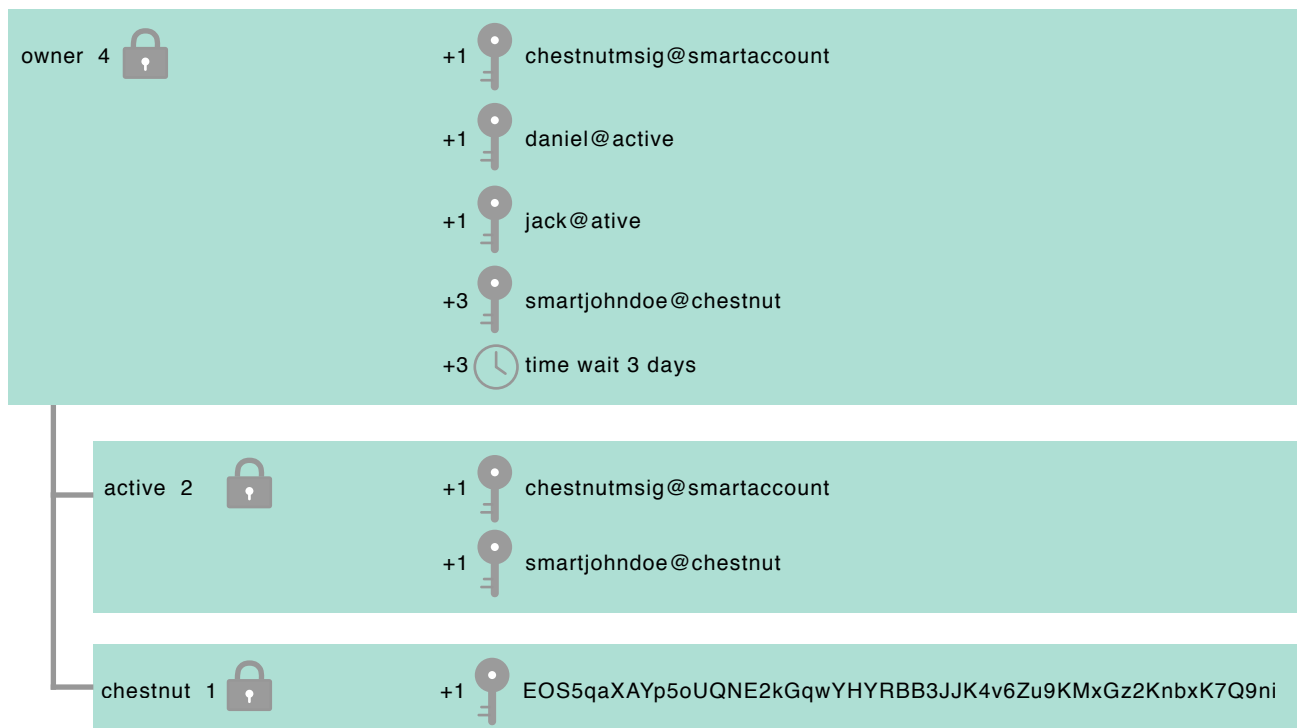 owner 4 +1 chestnutmsig@smartaccount
+1 daniel@active
+1 jack@ative
+3 smartjohndoe@chestnut
+3 time wait 3 days
active 2 +1 chestnutmsig@smartaccount
+1 smartjohndoe@chestnut
chestnut 1 +1 EOS5qaXAYp5oUQNE2kGqwYHYRBB3JJK4v6Zu9KMxGz2KnbxK7Q9ni